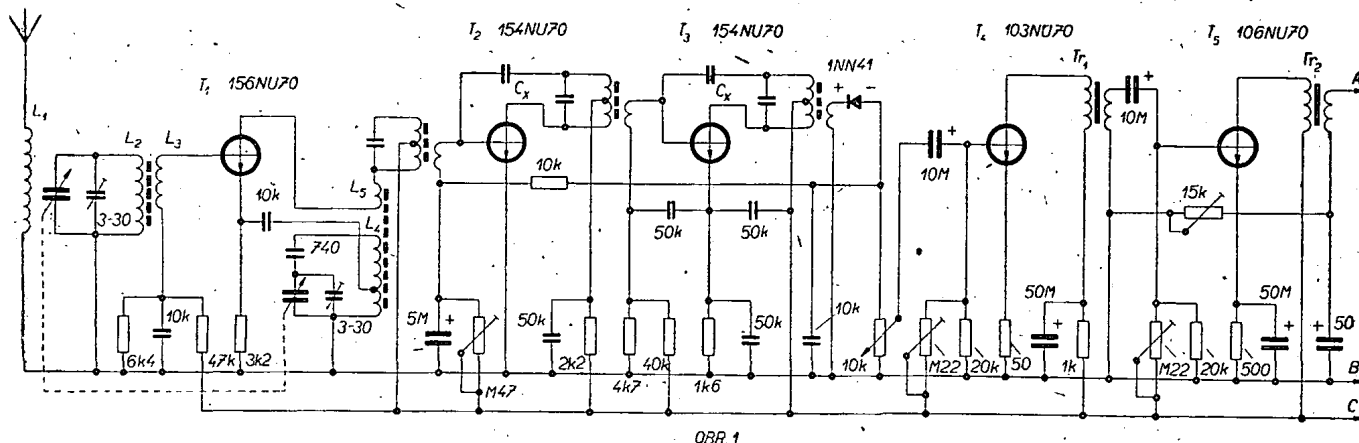 T₁ 156NU70
T₂ 154NU70
T₃ 154NU70
1NN41
T₄ 103NU70
Tr₁
T₅ 106NU70
Tr₂
L₁
L₂
L₃
3-30
10k
L₅
L₄
740
3-30
Cₓ
Cₓ
10k
50k
50k
10M
+
+ -
10M +
15k
A
B
C
6k4
10k
47k
3k2
5M +
M47
50k
2k2
4k7
40k
1k6
50k
10k
10k
M22
20k
50
50M
+
1k
M22
20k
500
50M
+
50
+
OBR. 1